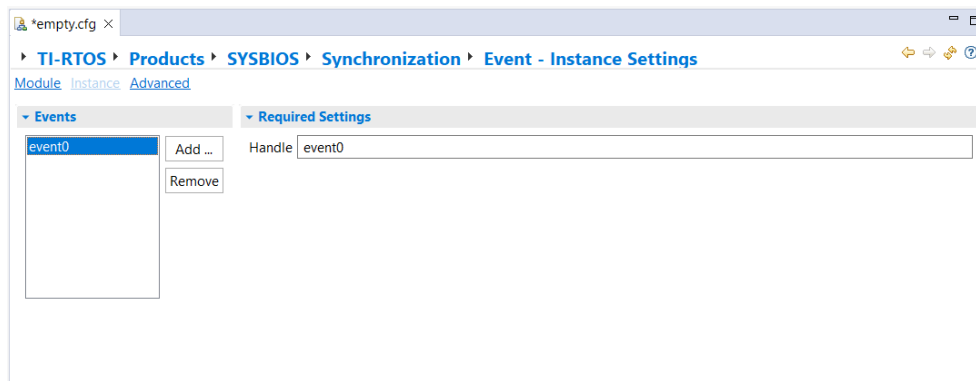 *empty.cfg
TI-RTOS Products SYSBIOS Synchronization Event - Instance Settings
Module Instance Advanced
Events
event0
Add ...
Remove
Required Settings
Handle event0